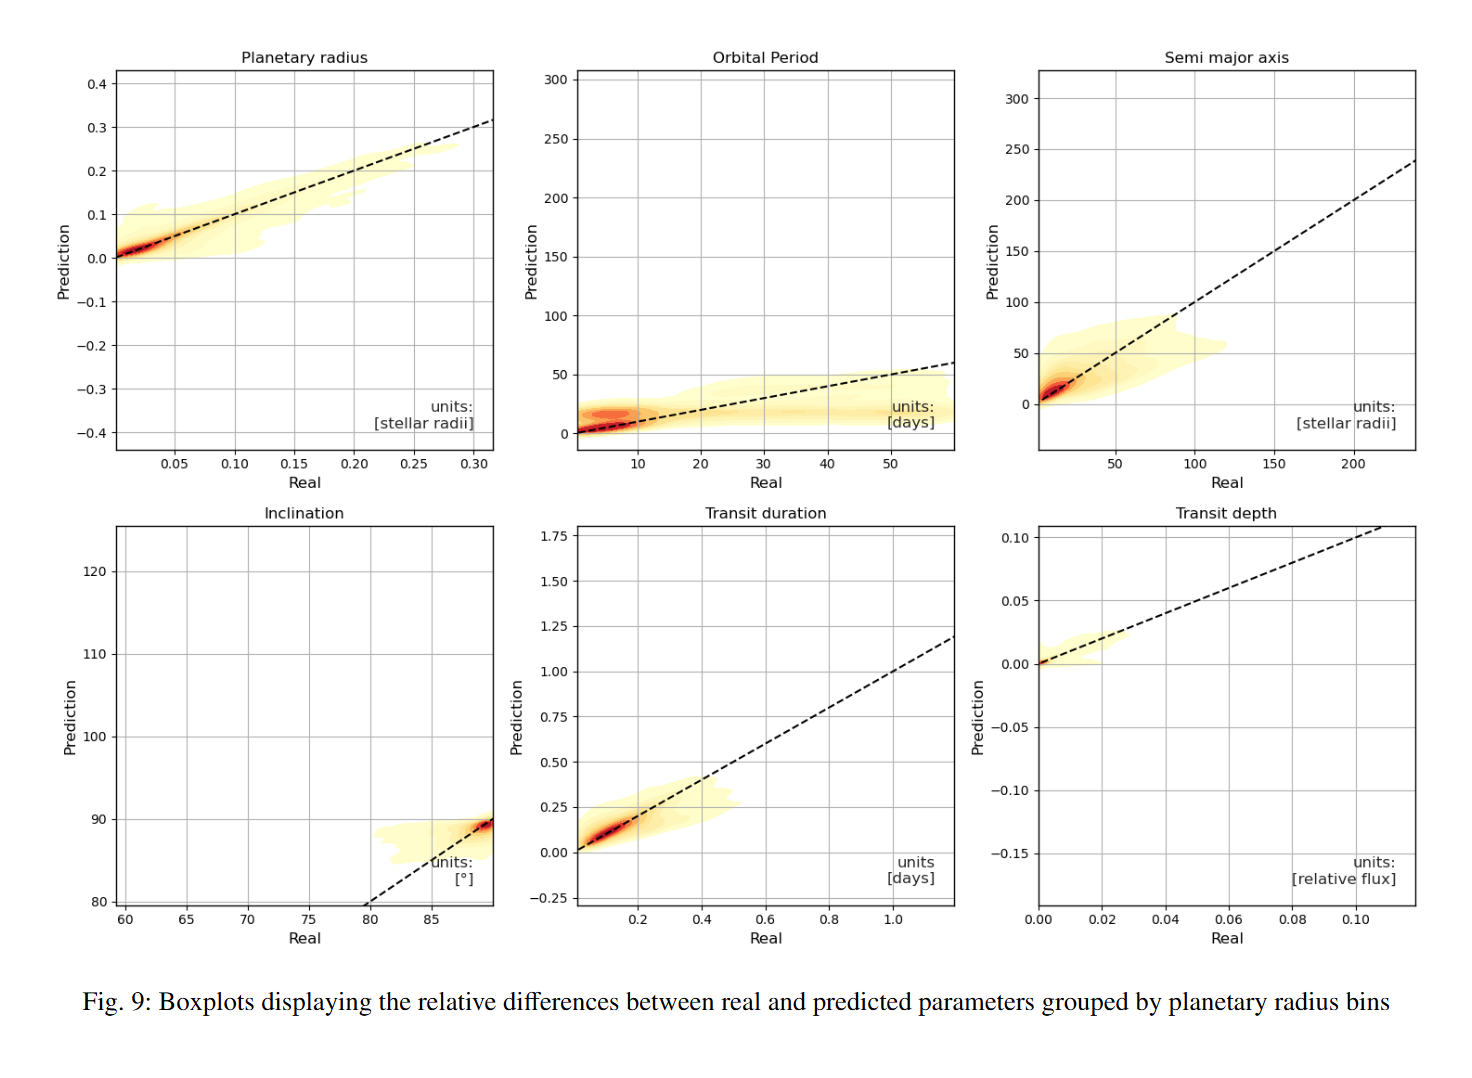 Planetary radius
0.4
0.3
0.2
0.1
0.0
−0.1
−0.2
−0.3
−0.4
Prediction
units:
[stellar radii]
0.05 0.10 0.15 0.20 0.25 0.30
Real
Orbital Period
300
250
200
150
100
50
0
Prediction
units:
[days]
10 20 30 40 50
Real
Semi major axis
300
250
200
150
100
50
0
Prediction
units:
[stellar radii]
50 100 150 200
Real
Inclination
120
110
100
90
80
Prediction
units:
[°]
60 65 70 75 80 85
Real
Transit duration
1.75
1.50
1.25
1.00
0.75
0.50
0.25
0.00
−0.25
Prediction
units
[days]
0.2 0.4 0.6 0.8 1.0
Real
Transit depth
0.10
0.05
0.00
−0.05
−0.10
−0.15
Prediction
units:
[relative flux]
0.00 0.02 0.04 0.06 0.08 0.10
Real
Fig. 9: Boxplots displaying the relative differences between real and predicted parameters grouped by planetary radius bins